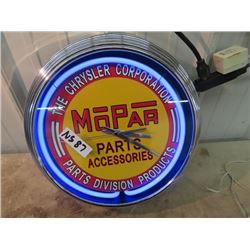 THE CHRYSLER CORPORATION
MOPAR
PARTS
ACCESSORIES
PARTS DIVISION PRODUCTS
NS 87